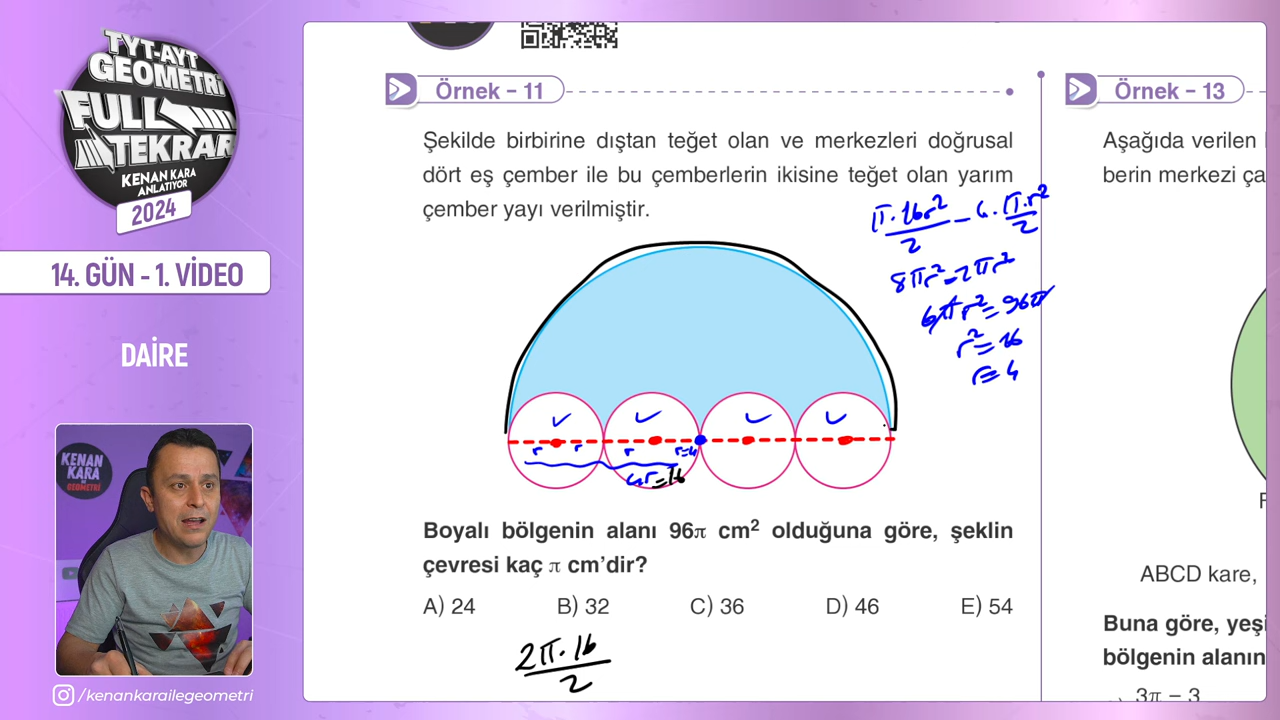 TYT-AYT
GEOMETRİ
FULL
TEKRAR
KENAN KARA
ANLATIYOR
2024
14. GÜN - 1. VİDEO
DAİRE
KENAN
KARA
GEOMETRİ
/kenankarailegeometri
Örnek – 11
Şekilde birbirine dıştan teğet olan ve merkezleri doğrusal
dört eş çember ile bu çemberlerin ikisine teğet olan yarım
çember yayı verilmiştir.
π·16r²/2 – 4·π·r²/2
8πr²–2πr²
6πr²=96π
r²=16
r=4
r r r r=4
4r=16
Boyalı bölgenin alanı 96π cm² olduğuna göre, şeklin
çevresi kaç π cm'dir?
A) 24 B) 32 C) 36 D) 46 E) 54
2π·16/2
Örnek – 13
Aşağıda verilen
berin merkezi ça
F
ABCD kare,
Buna göre, yeşi
bölgenin alanın
3π – 3